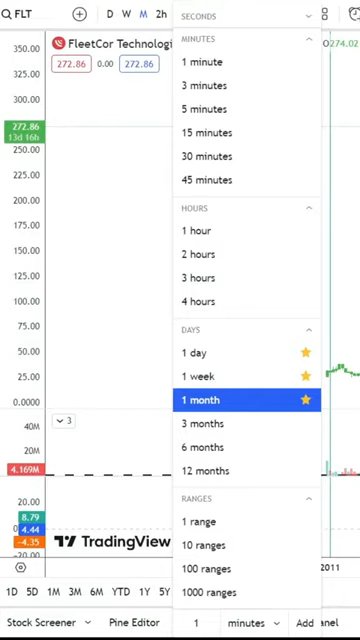 FLT
D W M 2h
SECONDS
MINUTES
1 minute
3 minutes
5 minutes
15 minutes
30 minutes
45 minutes
HOURS
1 hour
2 hours
3 hours
4 hours
DAYS
1 day
1 week
1 month
3 months
6 months
12 months
RANGES
1 range
10 ranges
100 ranges
1000 ranges
1 minutes Add
350.00
325.00
300.00
272.86
13d 16h
250.00
225.00
200.00
175.00
150.00
125.00
100.00
75.00
50.00
25.00
0.0000
40M
20M
4.169M
20.00
8.79
4.44
-4.35
-20.00
FleetCor Technologi
272.86 0.00 272.86
O274.02
3
TradingView
2011
1D 5D 1M 3M 6M YTD 1Y 5Y
Stock Screener Pine Editor